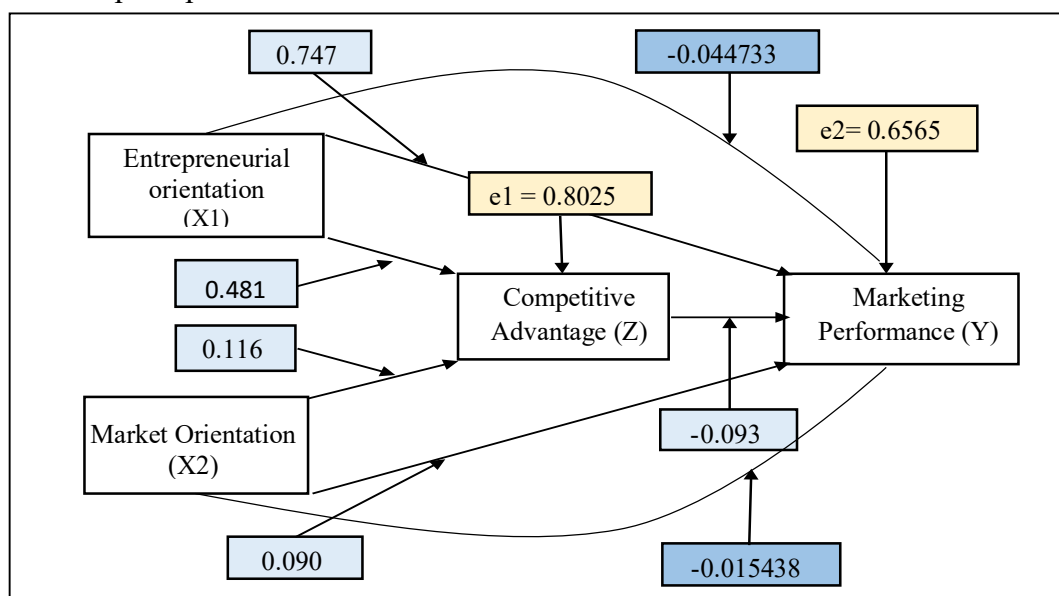 0.747
-0.044733
e2= 0.6565
Entrepreneurial
orientation
(X1)
e1 = 0.8025
0.481
Competitive
Advantage (Z)
Marketing
Performance (Y)
0.116
Market Orientation
(X2)
-0.093
0.090
-0.015438